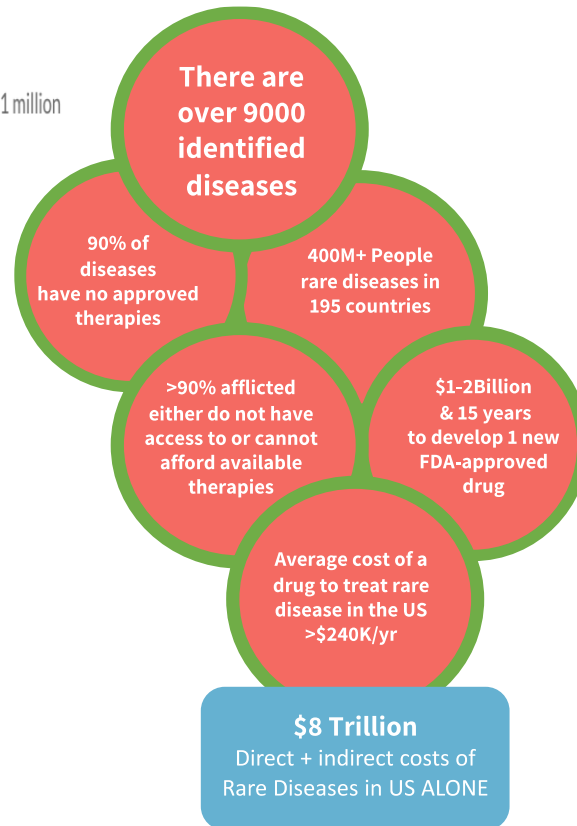 1 million
There are
over 9000
identified
diseases
90% of
diseases
have no approved
therapies
400M+ People
rare diseases in
195 countries
>90% afflicted
either do not have
access to or cannot
afford available
therapies
$1-2Billion
& 15 years
to develop 1 new
FDA-approved
drug
Average cost of a
drug to treat rare
disease in the US
>$240K/yr
$8 Trillion
Direct + indirect costs of
Rare Diseases in US ALONE